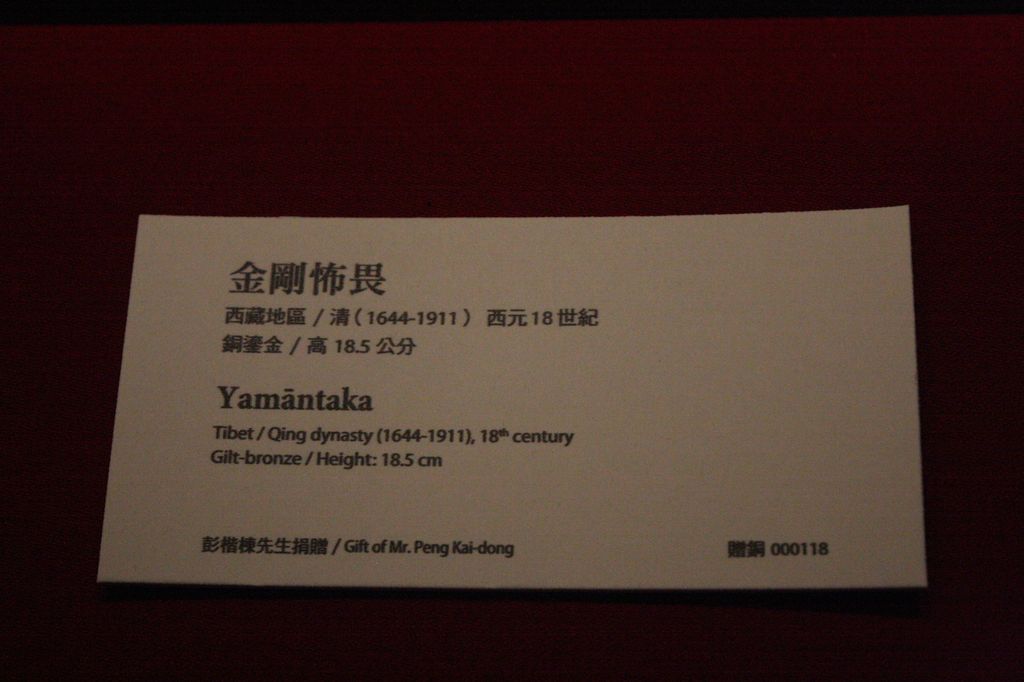 金剛怖畏
西藏地區 / 清（1644-1911） 西元18世紀
銅鎏金 / 高 18.5 公分
Yamāntaka
Tibet / Qing dynasty (1644-1911), 18th century
Gilt-bronze / Height: 18.5 cm
彭楷棟先生捐贈 / Gift of Mr. Peng Kai-dong
贈銅 000118